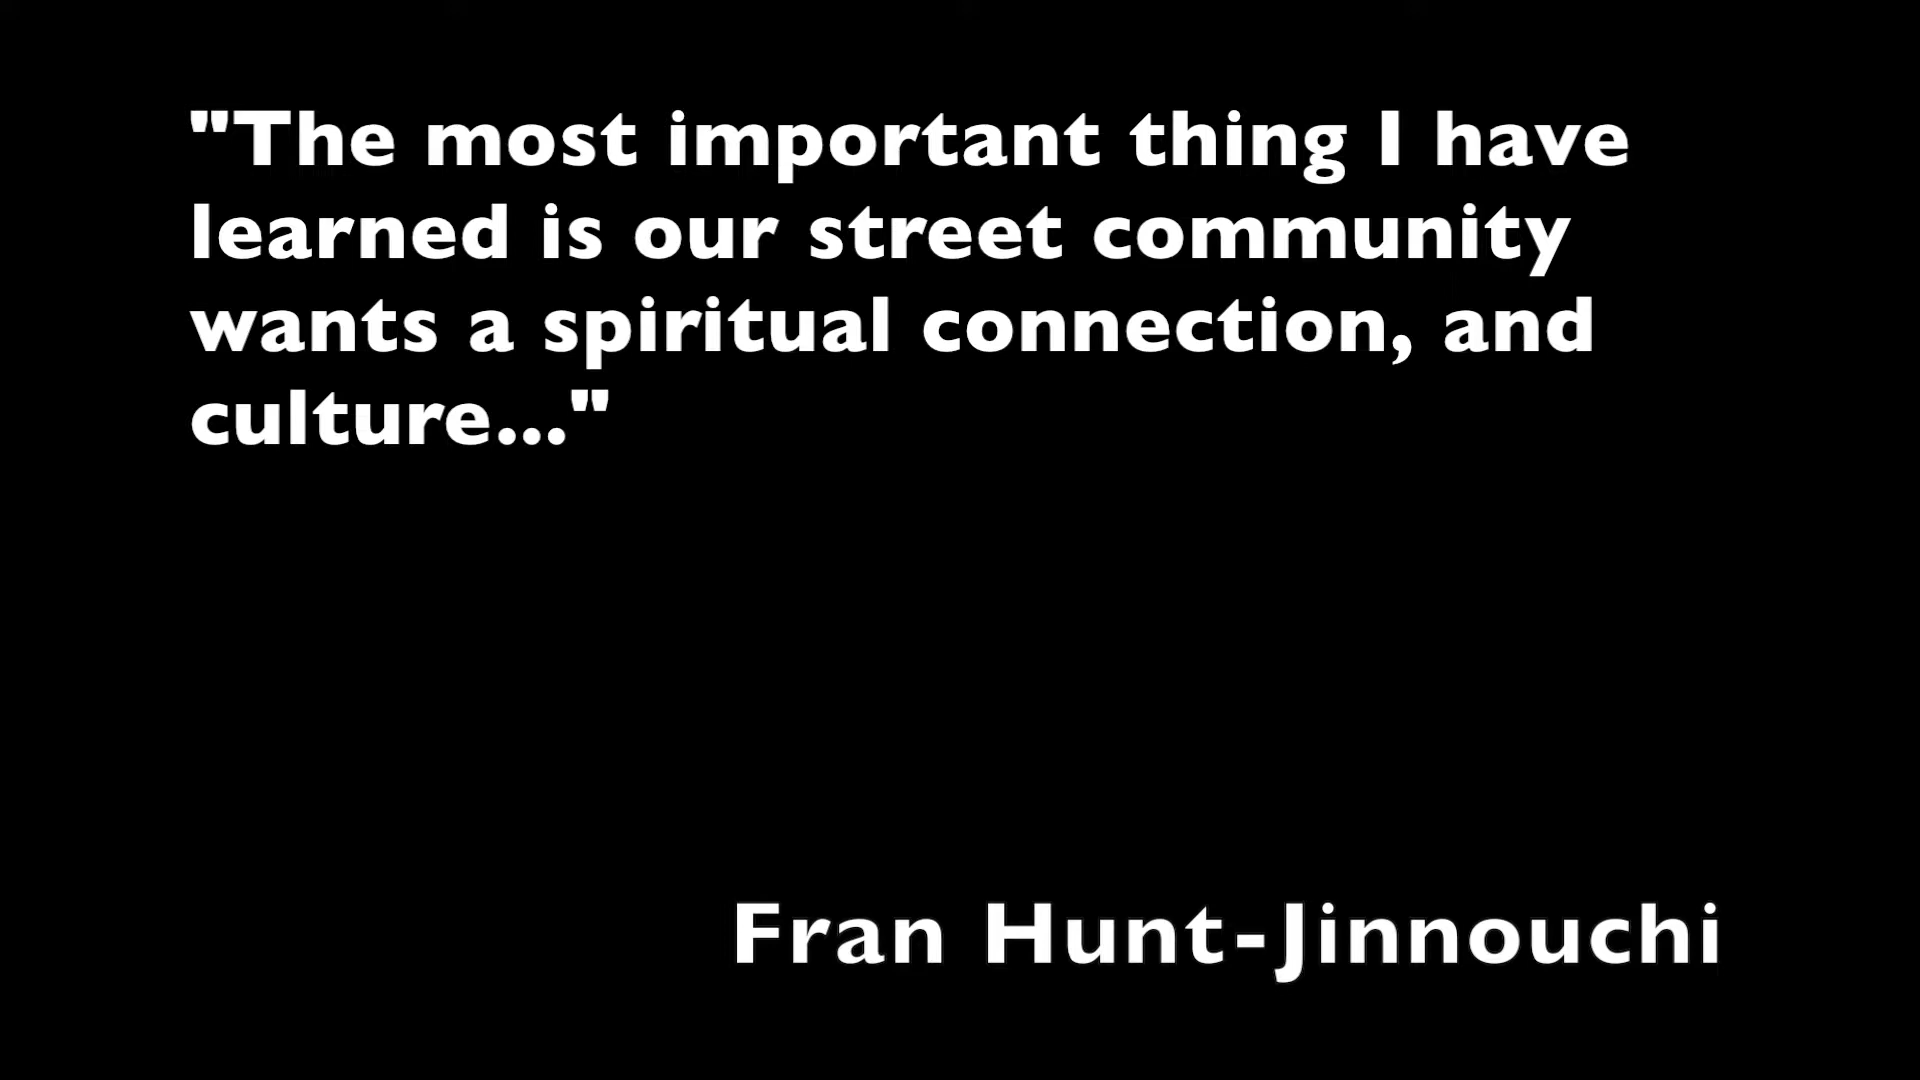 "The most important thing I have
learned is our street community
wants a spiritual connection, and
culture..."
Fran Hunt-Jinnouchi